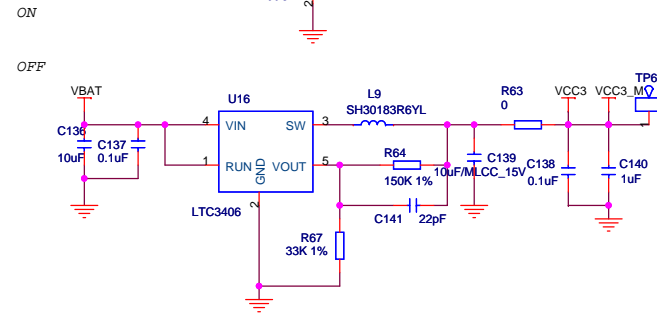 ON
2
OFF
VBAT
U16
L9
SH30183R6YL
R63
0
VCC3
VCC3_M
TP6
C136
10uF
C137
0.1uF
4
VIN
SW
3
1
RUN
GND
VOUT
5
2
LTC3406
R64
150K 1%
C139
10uF/MLCC_15V
C138
0.1uF
C140
1uF
1
C141
22pF
R67
33K 1%